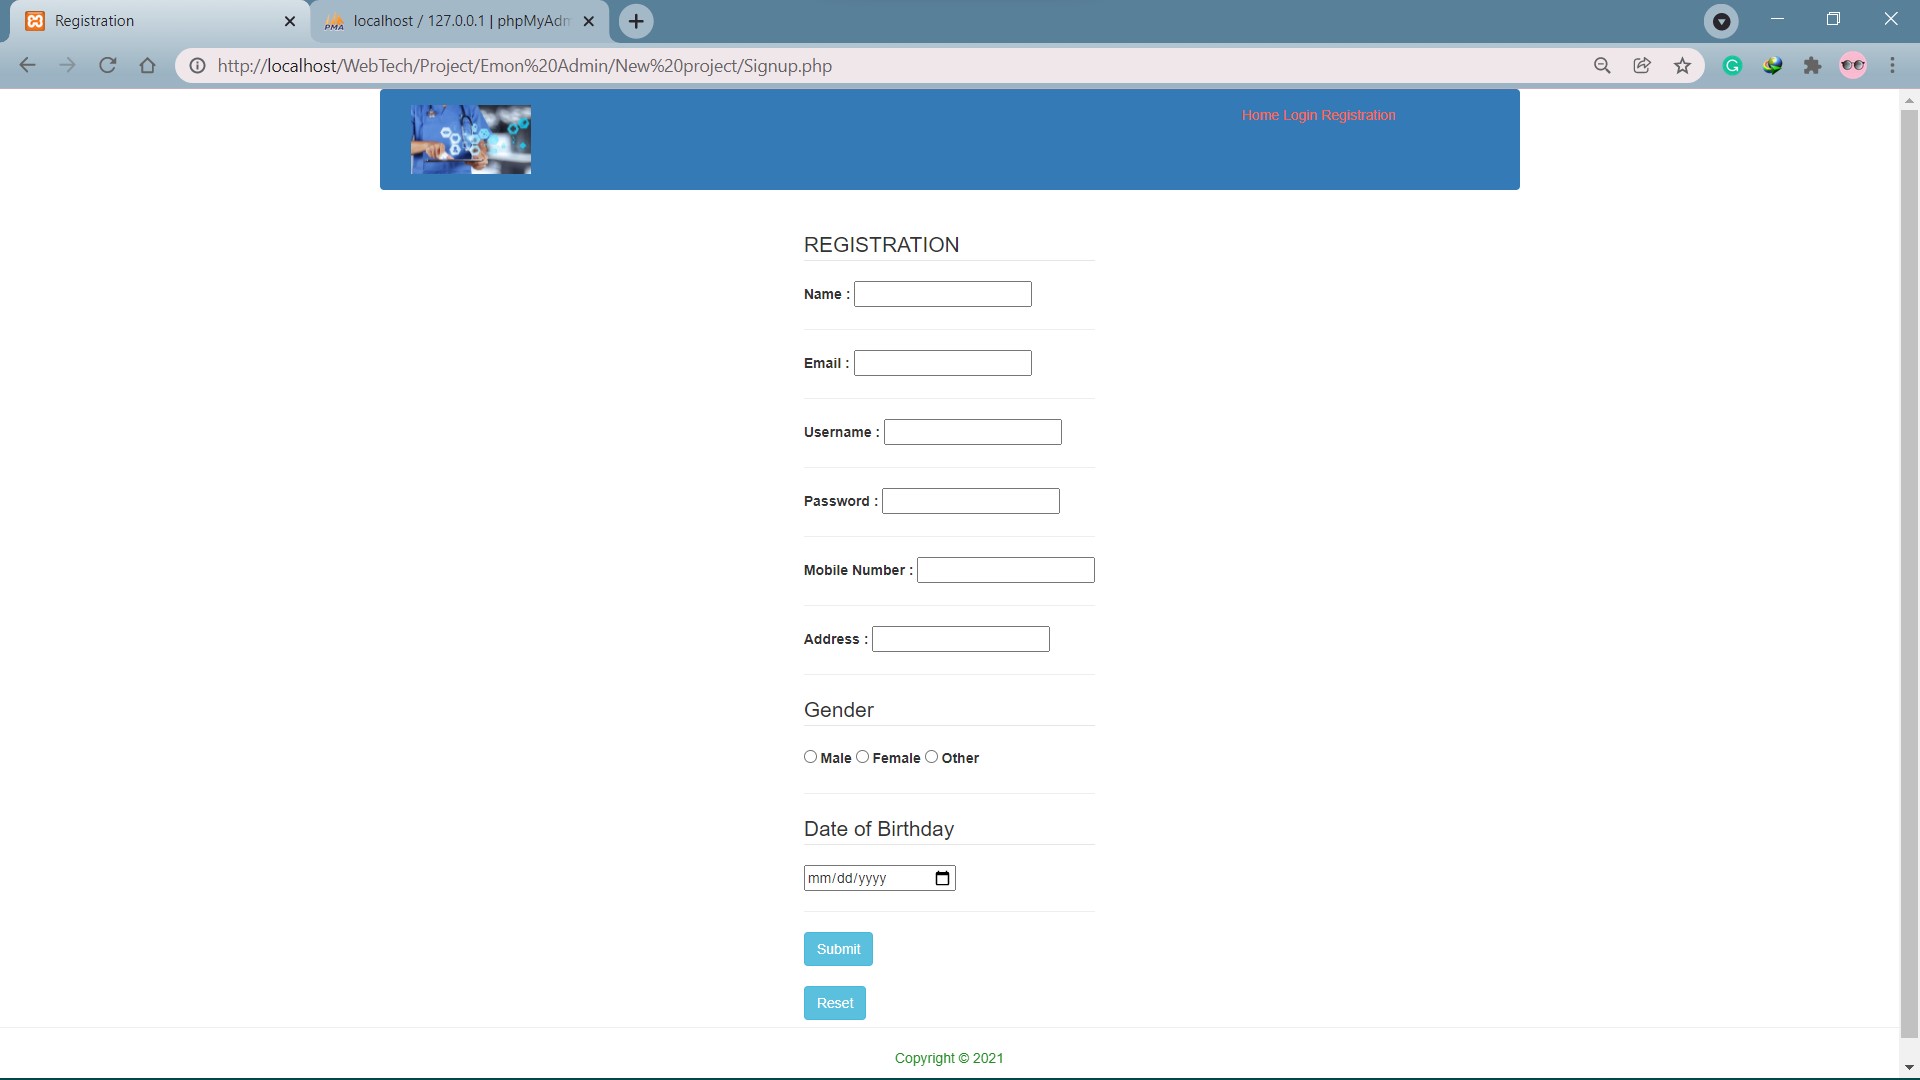 Registration
PMA localhost / 127.0.0.1 | phpMyAdm
http://localhost/WebTech/Project/Emon%20Admin/New%20project/Signup.php
Home Login Registration
REGISTRATION
Name :
Email :
Username :
Password :
Mobile Number :
Address :
Gender
Male Female Other
Date of Birthday
mm/dd/yyyy
Submit
Reset
Copyright © 2021